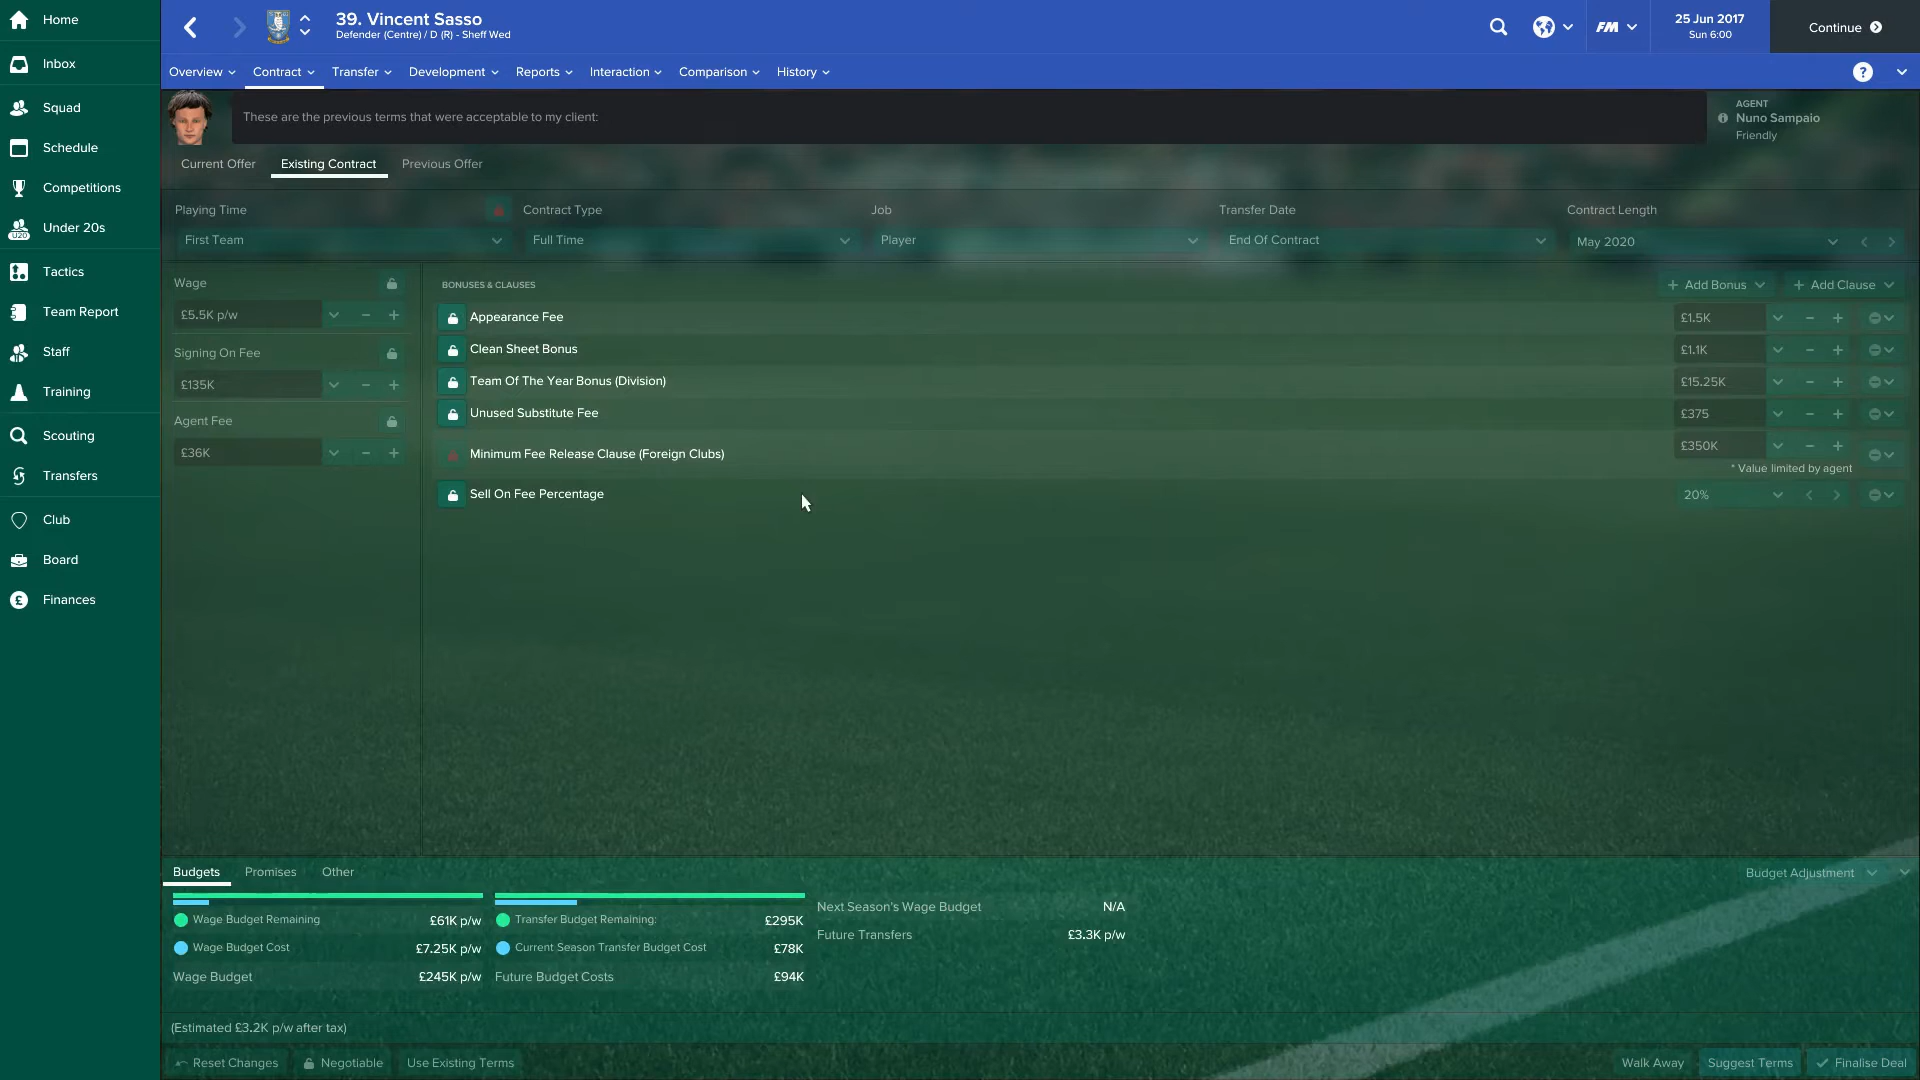 Home
Inbox
Squad
Schedule
Competitions
U20
Under 20s
Tactics
Team Report
Staff
Training
Scouting
Transfers
Club
Board
Finances
39. Vincent Sasso
Defender (Centre) / D (R) - Sheff Wed
FM
25 Jun 2017
Sun 6:00
Continue
Overview
Contract
Transfer
Development
Reports
Interaction
Comparison
History
?
These are the previous terms that were acceptable to my client:
AGENT
Nuno Sampaio
Friendly
Current Offer
Existing Contract
Previous Offer
Playing Time
Contract Type
Job
Transfer Date
Contract Length
First Team
Full Time
Player
End Of Contract
May 2020
Wage
£5.5K p/w
Signing On Fee
£135K
Agent Fee
£36K
BONUSES & CLAUSES
+ Add Bonus
+ Add Clause
Appearance Fee £1.5K
Clean Sheet Bonus £1.1K
Team Of The Year Bonus (Division) £15.25K
Unused Substitute Fee £375
Minimum Fee Release Clause (Foreign Clubs) £350K
* Value limited by agent
Sell On Fee Percentage 20%
Budgets
Promises
Other
Budget Adjustment
Wage Budget Remaining £61K p/w
Wage Budget Cost £7.25K p/w
Wage Budget £245K p/w
Transfer Budget Remaining: £295K
Current Season Transfer Budget Cost £78K
Future Budget Costs £94K
Next Season's Wage Budget N/A
Future Transfers £3.3K p/w
(Estimated £3.2K p/w after tax)
Reset Changes
Negotiable
Use Existing Terms
Walk Away
Suggest Terms
Finalise Deal